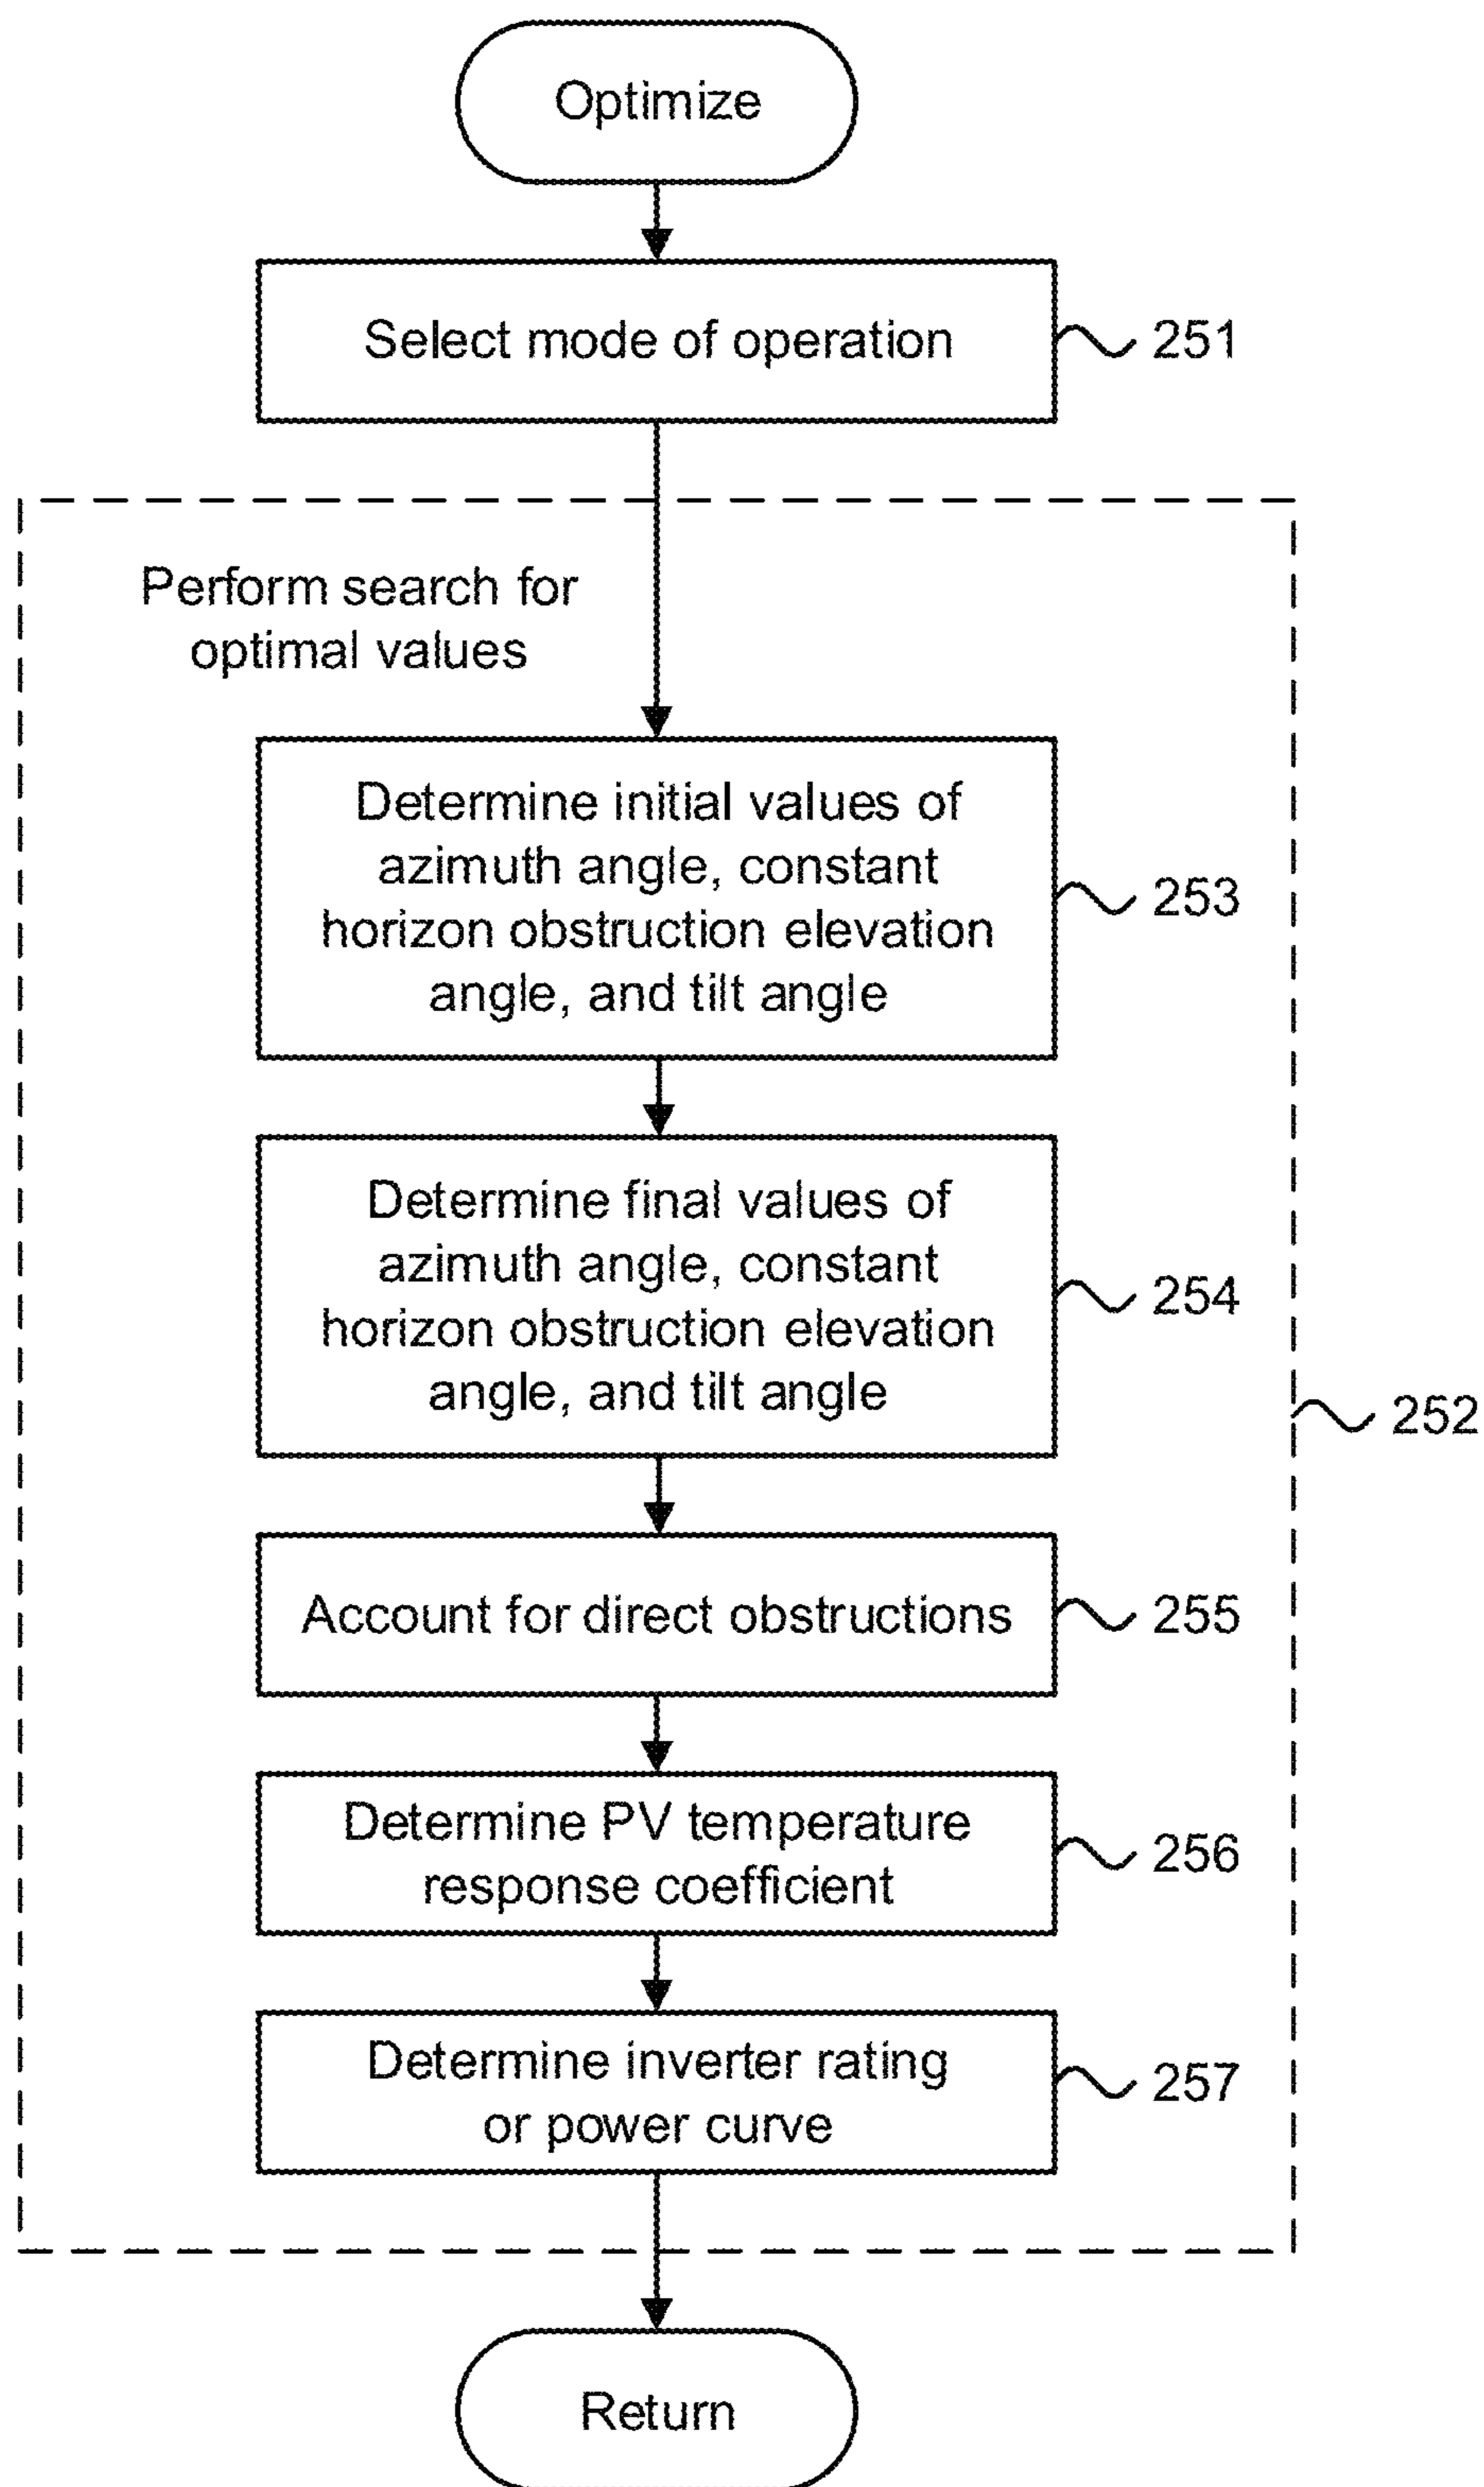 Optimize
Select mode of operation
251
Perform search for
optimal values
Determine initial values of
azimuth angle, constant
horizon obstruction elevation
angle, and tilt angle
253
Determine final values of
azimuth angle, constant
horizon obstruction elevation
angle, and tilt angle
254
252
Account for direct obstructions
255
Determine PV temperature
response coefficient
256
Determine inverter rating
or power curve
257
Return